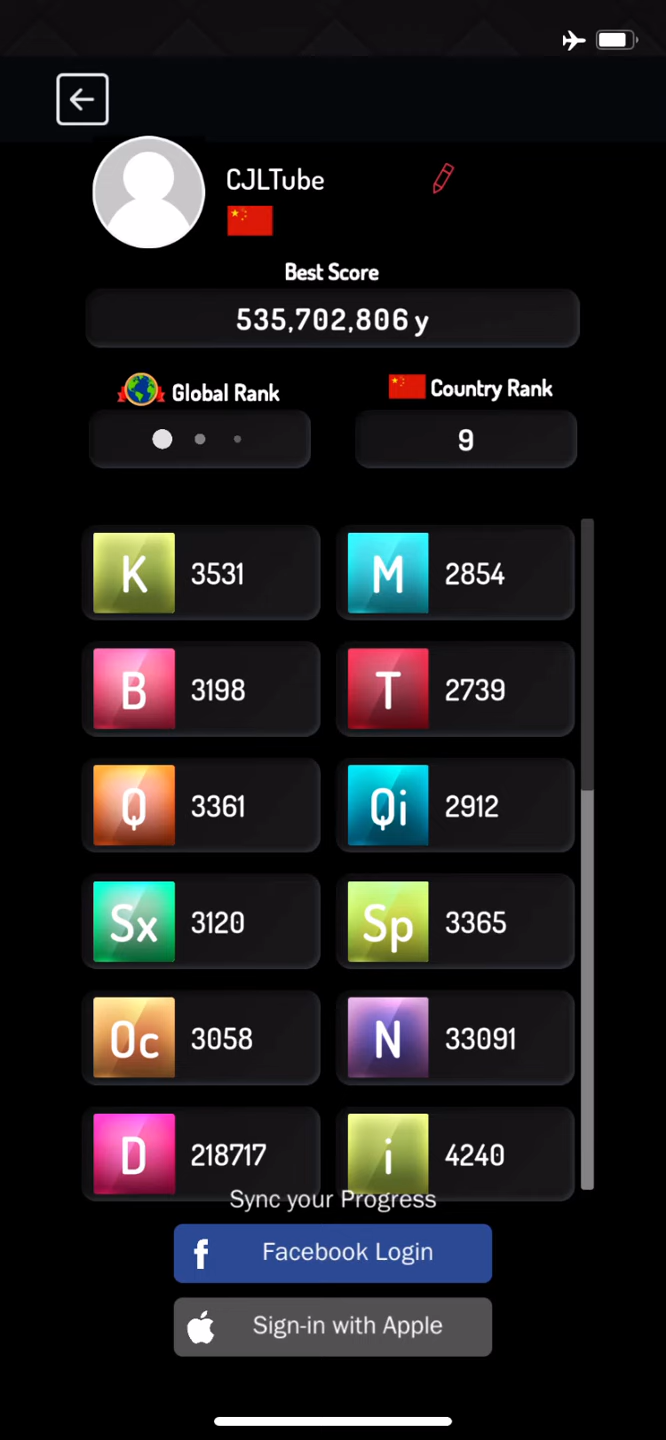 CJLTube
Best Score
535,702,806 y
Global Rank
Country Rank
9
K 3531
M 2854
B 3198
T 2739
Q 3361
Qi 2912
Sx 3120
Sp 3365
Oc 3058
N 33091
D 218717
i 4240
Sync your Progress
f Facebook Login
Sign-in with Apple